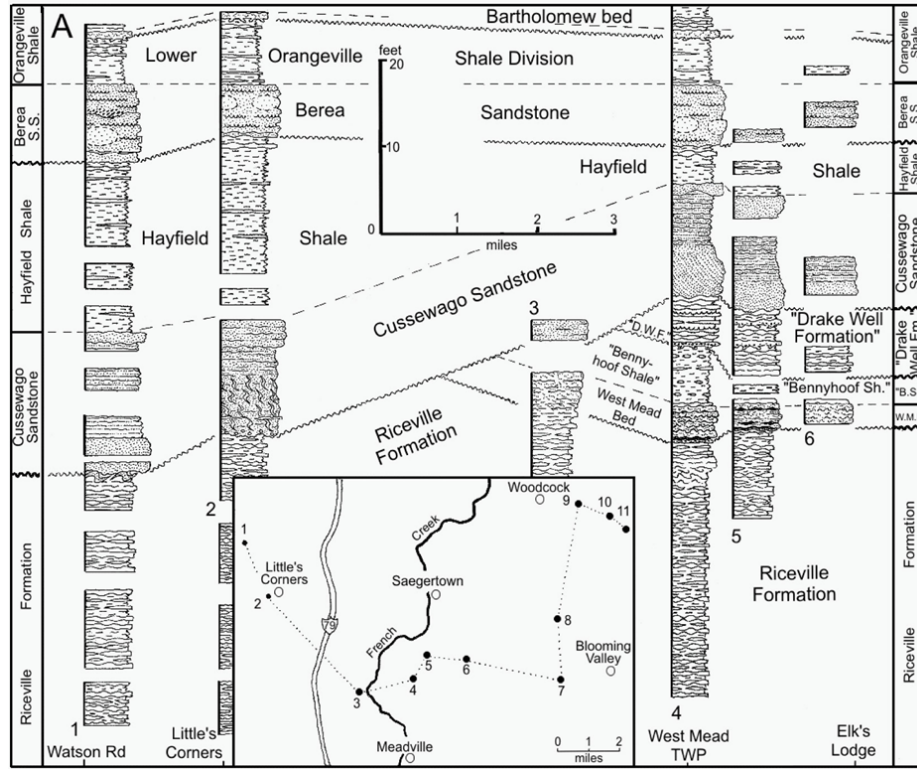 A
Orangeville
Shale
Berea
S.S.
Hayfield Shale
Cussewago
Sandstone
Riceville Formation
Lower
Orangeville
Shale Division
Bartholomew bed
Berea
Sandstone
Hayfield
Shale
Hayfield
Shale
Cussewago Sandstone
feet
20
10
0
1
2
3
miles
3
"D.W.F."
"Benny-
hoof Shale"
West Mead
Bed
Riceville
Formation
"Drake Well
Formation"
"Bennyhoof Sh."
6
5
Riceville
Formation
Orangeville
Shale
Berea
S.S.
Hayfield
Shale
Cussewago
Sandstone
"Drake
Well Fm."
"B.S."
W.M.
Riceville Formation
1
Watson Rd
2
Little's
Corners
4
West Mead
TWP
Elk's
Lodge
Woodcock
9
10
11
1
Creek
Little's
Corners
2
Saegertown
79
French
8
5
6
Blooming
Valley
3
4
7
0 1 2
miles
Meadville